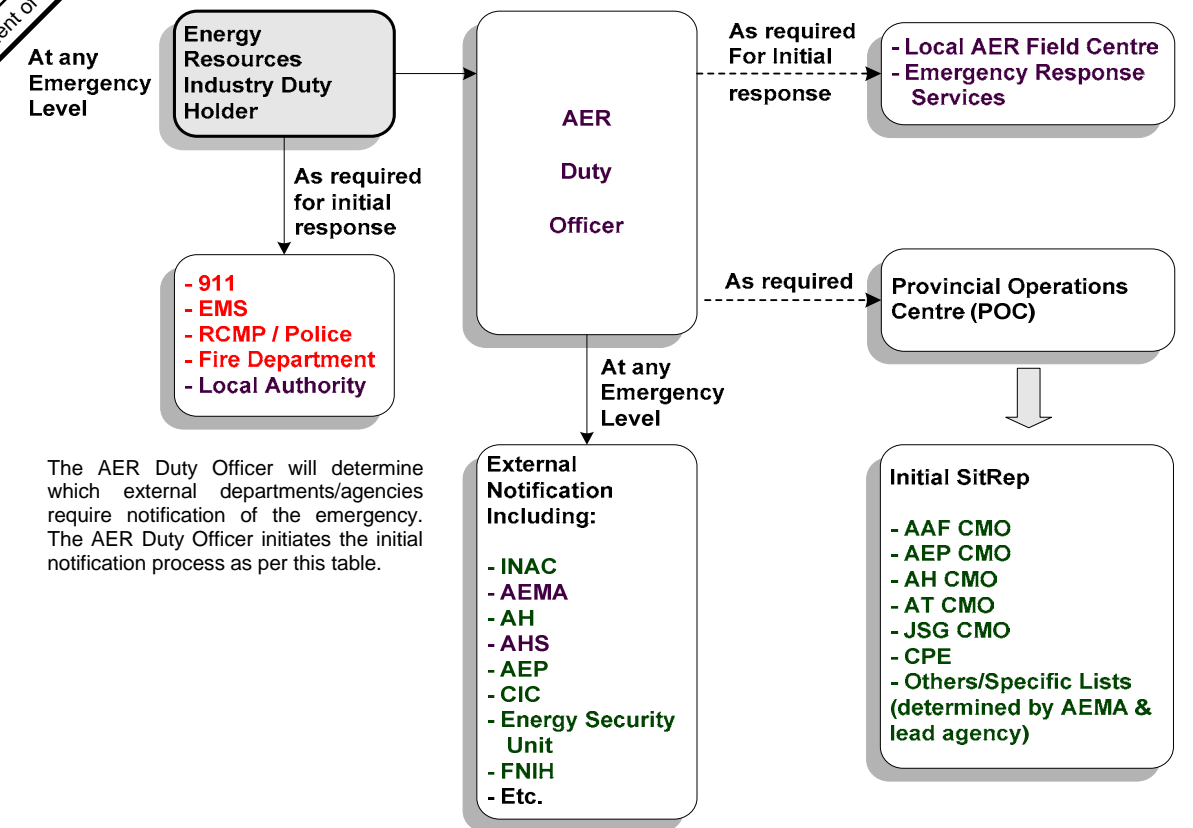 ent of
At any
Emergency
Level
Energy
Resources
Industry Duty
Holder
As required
for initial
response
- 911
- EMS
- RCMP / Police
- Fire Department
- Local Authority
The AER Duty Officer will determine
which external departments/agencies
require notification of the emergency.
The AER Duty Officer initiates the initial
notification process as per this table.
AER
Duty
Officer
At any
Emergency
Level
External
Notification
Including:
- INAC
- AEMA
- AH
- AHS
- AEP
- CIC
- Energy Security
Unit
- FNIH
- Etc.
As required
For Initial
response
- Local AER Field Centre
- Emergency Response
Services
As required
Provincial Operations
Centre (POC)
Initial SitRep
- AAF CMO
- AEP CMO
- AH CMO
- AT CMO
- JSG CMO
- CPE
- Others/Specific Lists
(determined by AEMA &
lead agency)